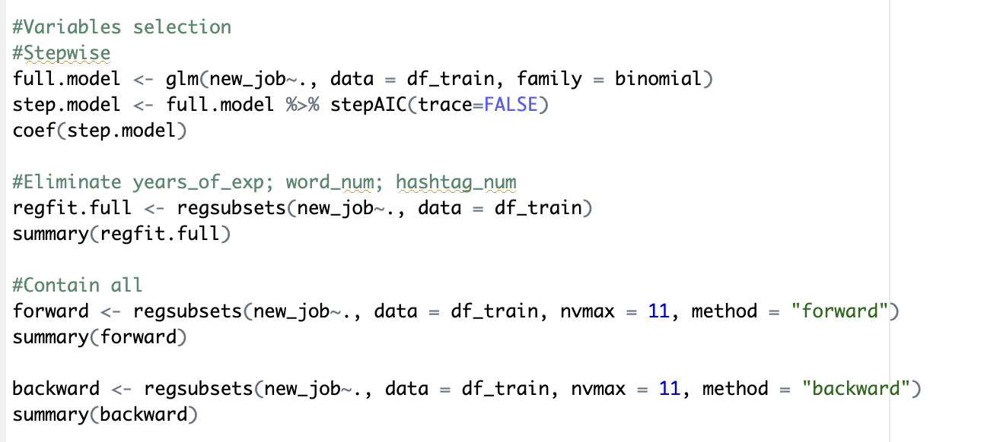 #Variables selection
#Stepwise
full.model <- glm(new_job~., data = df_train, family = binomial)
step.model <- full.model %>% stepAIC(trace=FALSE)
coef(step.model)
#Eliminate years_of_exp; word_num; hashtag_num
regfit.full <- regsubsets(new_job~., data = df_train)
summary(regfit.full)
#Contain all
forward <- regsubsets(new_job~., data = df_train, nvmax = 11, method = "forward")
summary(forward)
backward <- regsubsets(new_job~., data = df_train, nvmax = 11, method = "backward")
summary(backward)